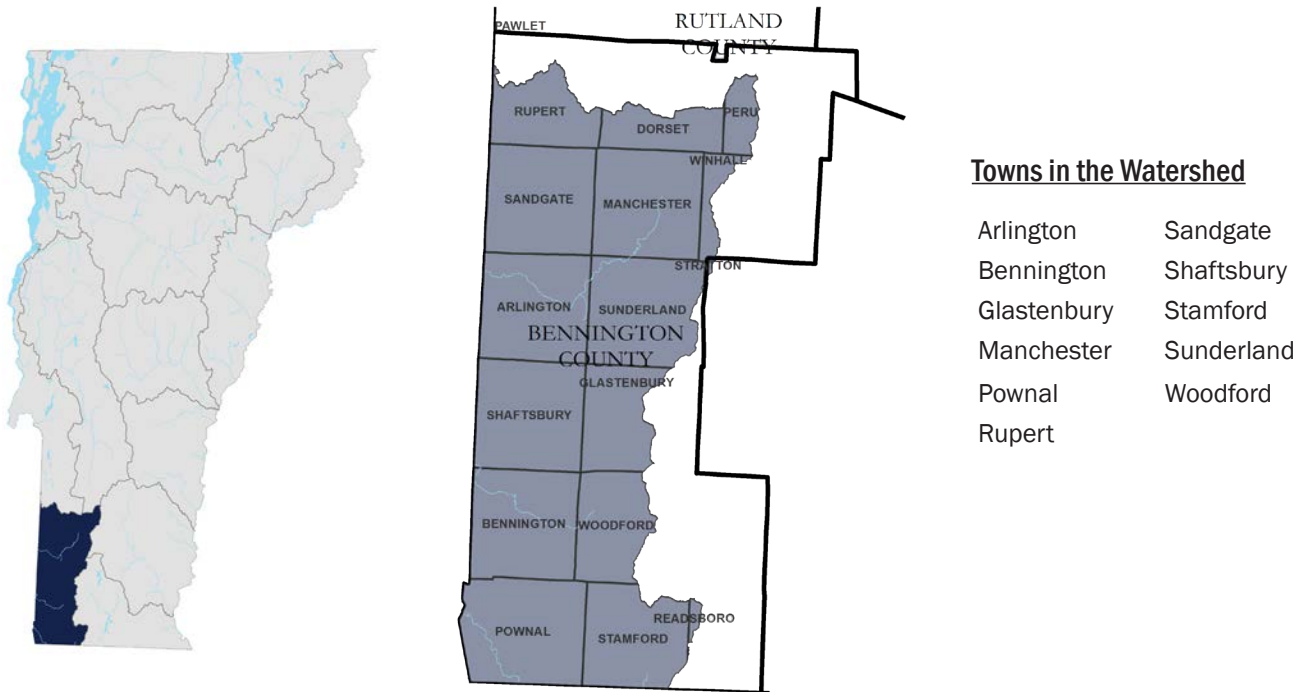 PAWLET
RUTLAND
COUNTY
RUPERT
DORSET
PERU
WINHALL
SANDGATE
MANCHESTER
STRATTON
ARLINGTON
SUNDERLAND
BENNINGTON
COUNTY
GLASTENBURY
SHAFTSBURY
BENNINGTON
WOODFORD
READSBORO
POWNAL
STAMFORD
Towns in the Watershed
Arlington
Bennington
Glastenbury
Manchester
Pownal
Rupert
Sandgate
Shaftsbury
Stamford
Sunderland
Woodford